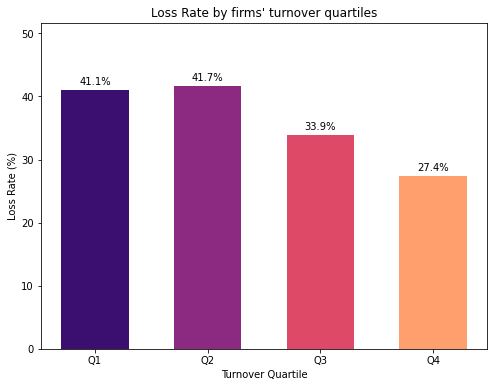 Loss Rate by firms' turnover quartiles
50
40
30
20
10
0
Loss Rate (%)
41.1%
41.7%
33.9%
27.4%
Q1
Q2
Q3
Q4
Turnover Quartile